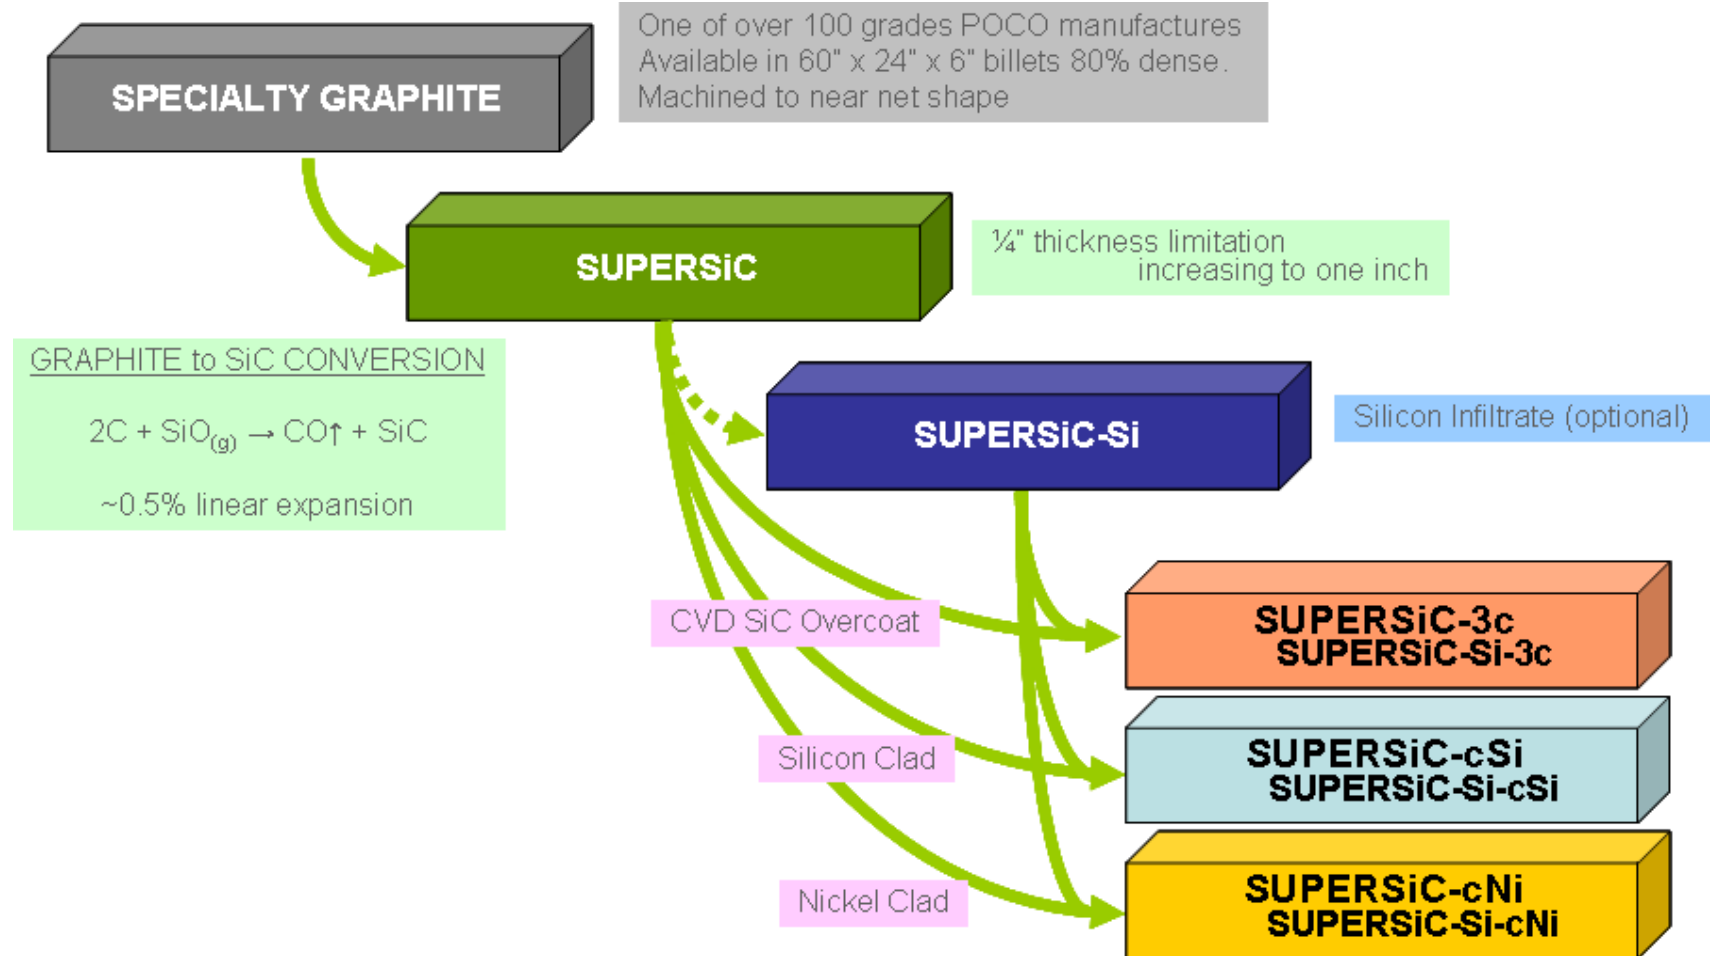 SPECIALTY GRAPHITE
One of over 100 grades POCO manufactures
Available in 60" x 24" x 6" billets 80% dense.
Machined to near net shape
SUPERSiC
¼" thickness limitation
increasing to one inch
GRAPHITE to SiC CONVERSION
2C + SiO(g) → CO↑ + SiC
~0.5% linear expansion
SUPERSiC-Si
Silicon Infiltrate (optional)
CVD SiC Overcoat
SUPERSiC-3c
SUPERSiC-Si-3c
Silicon Clad
SUPERSiC-cSi
SUPERSiC-Si-cSi
Nickel Clad
SUPERSiC-cNi
SUPERSiC-Si-cNi